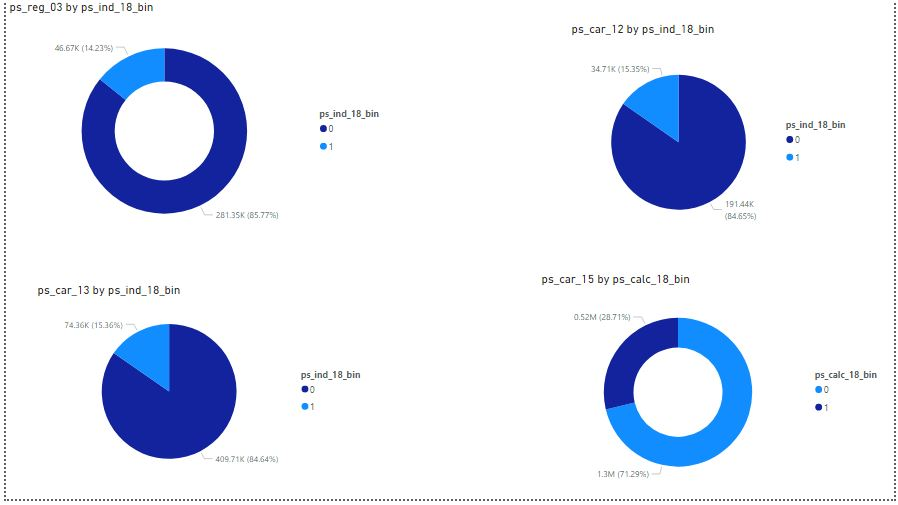 ps_reg_03 by ps_ind_18_bin
46.67K (14.23%)
281.35K (85.77%)
ps_ind_18_bin
0
1
ps_car_12 by ps_ind_18_bin
34.71K (15.35%)
191.44K
(84.65%)
ps_ind_18_bin
0
1
ps_car_13 by ps_ind_18_bin
74.36K (15.36%)
409.71K (84.64%)
ps_ind_18_bin
0
1
ps_car_15 by ps_calc_18_bin
0.52M (28.71%)
1.3M (71.29%)
ps_calc_18_bin
0
1